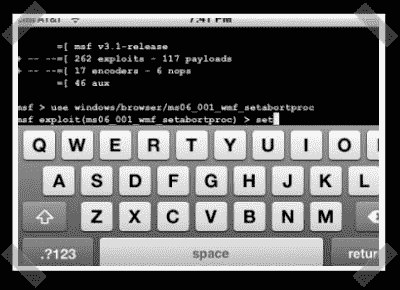 AT&T 7:41 PM
=[ msf v3.1-release
+ -- --=[ 262 exploits - 117 payloads
+ -- --=[ 17 encoders - 6 nops
=[ 46 aux
msf > use windows/browser/ms06_001_wmf_setabortproc
msf exploit(ms06_001_wmf_setabortproc) > set
Q W E R T Y U I O
A S D F G H J K L
Z X C V B N M
.?123 space retur